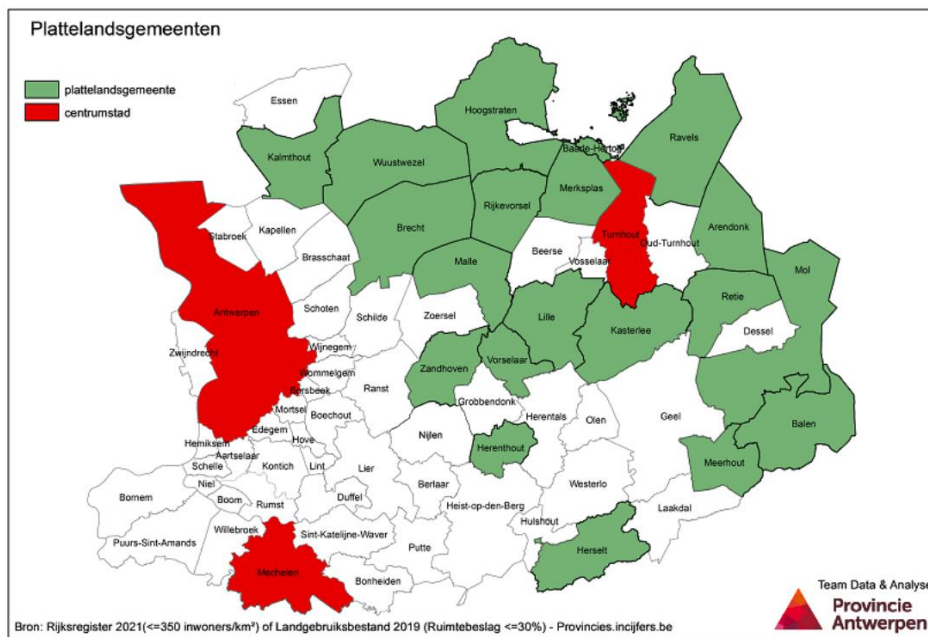 Plattelandsgemeenten
plattelandsgemeente
centrumstad
Essen
Hoogstraten
Kalmthout
Wuustwezel
Baarle-Hertog
Ravels
Merksplas
Rijkevorsel
Brecht
Stabroek
Kapellen
Turnhout
Arendonk
Oud-Turnhout
Beerse
Vosselaar
Brasschaat
Malle
Mol
Antwerpen
Schoten
Schilde
Zoersel
Lille
Kasterlee
Retie
Dessel
Zwijndrecht
Wijnegem
Wommelgem
Zandhoven
Vorselaar
Borsbeek
Ranst
Grobbendonk
Mortsel
Boechout
Herentals
Olen
Geel
Balen
Edegem
Hove
Nijlen
Herenthout
Hemiksem
Aartselaar
Schelle
Kontich
Lint
Lier
Meerhout
Niel
Berlaar
Westerlo
Bornem
Boom
Rumst
Duffel
Heist-op-den-Berg
Laakdal
Hulshout
Willebroek
Sint-Katelijne-Waver
Puurs-Sint-Amands
Putte
Herselt
Mechelen
Bonheiden
Team Data & Analyse
Provincie
Antwerpen
Bron: Rijksregister 2021(<=350 inwoners/km²) of Landgebruiksbestand 2019 (Ruimtebeslag <=30%) - Provincies.incijfers.be